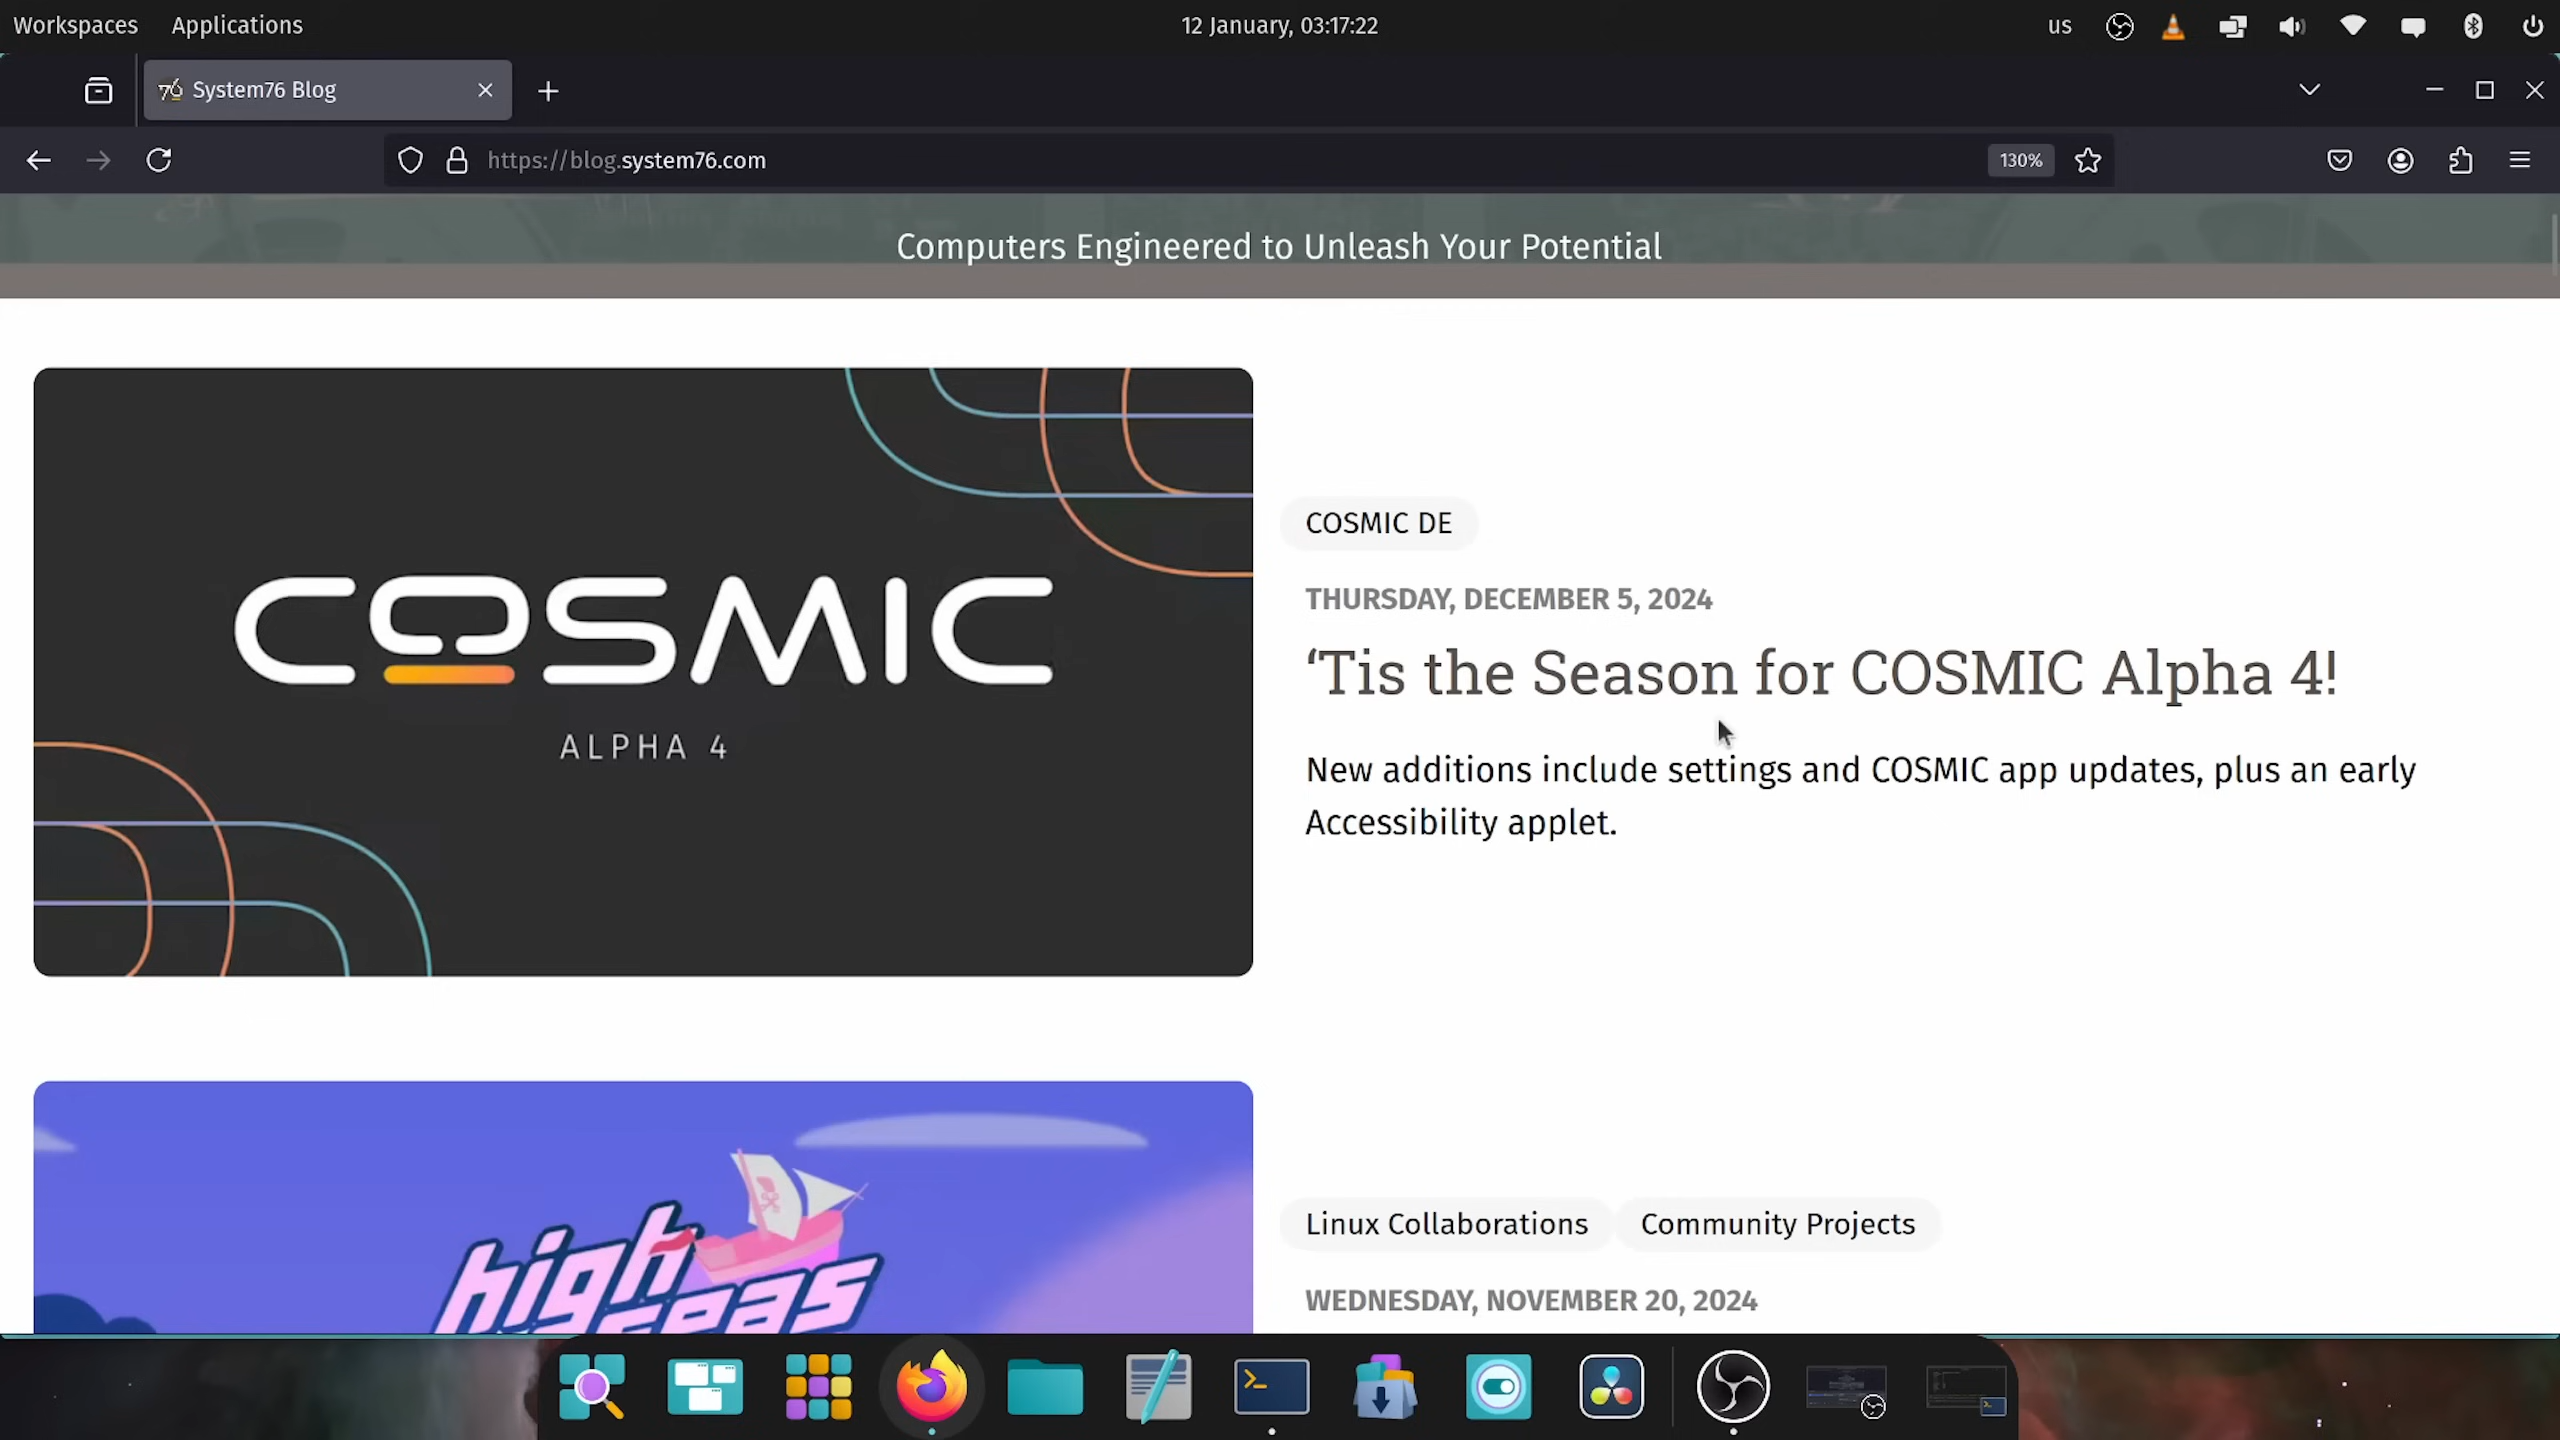 Workspaces Applications 12 January, 03:17:22 us
System76 Blog
https://blog.system76.com 130%
Computers Engineered to Unleash Your Potential
COSMIC
ALPHA 4
COSMIC DE
THURSDAY, DECEMBER 5, 2024
‘Tis the Season for COSMIC Alpha 4!
New additions include settings and COSMIC app updates, plus an early
Accessibility applet.
high
seas
Linux Collaborations Community Projects
WEDNESDAY, NOVEMBER 20, 2024